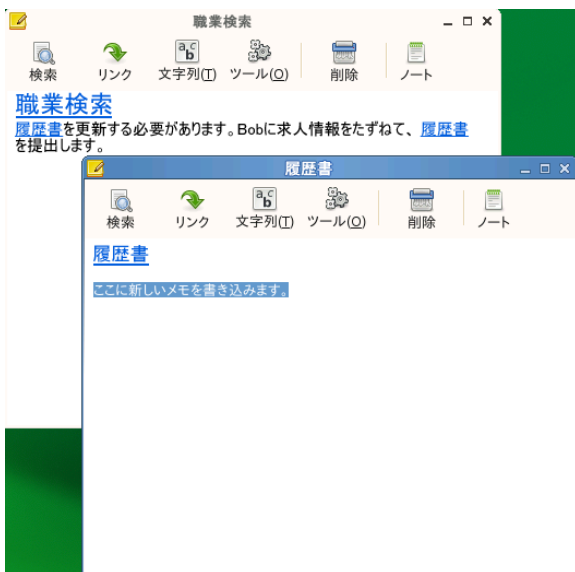 職業検索
検索 リンク 文字列(T) ツール(O) 削除 ノート
職業検索
履歴書を更新する必要があります。Bobに求人情報をたずねて、履歴書
を提出します。
履歴書
検索 リンク 文字列(T) ツール(O) 削除 ノート
履歴書
ここに新しいメモを書き込みます。